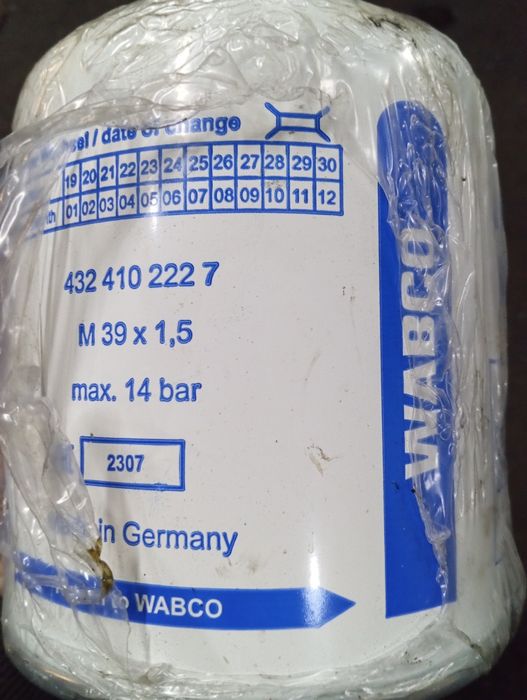 / date of change
19 20 21 22 23 24 25 26 27 28 29 30
01 02 03 04 05 06 07 08 09 10 11 12
432 410 222 7
M 39 x 1,5
max. 14 bar
2307
in Germany
WABCO
WABCO